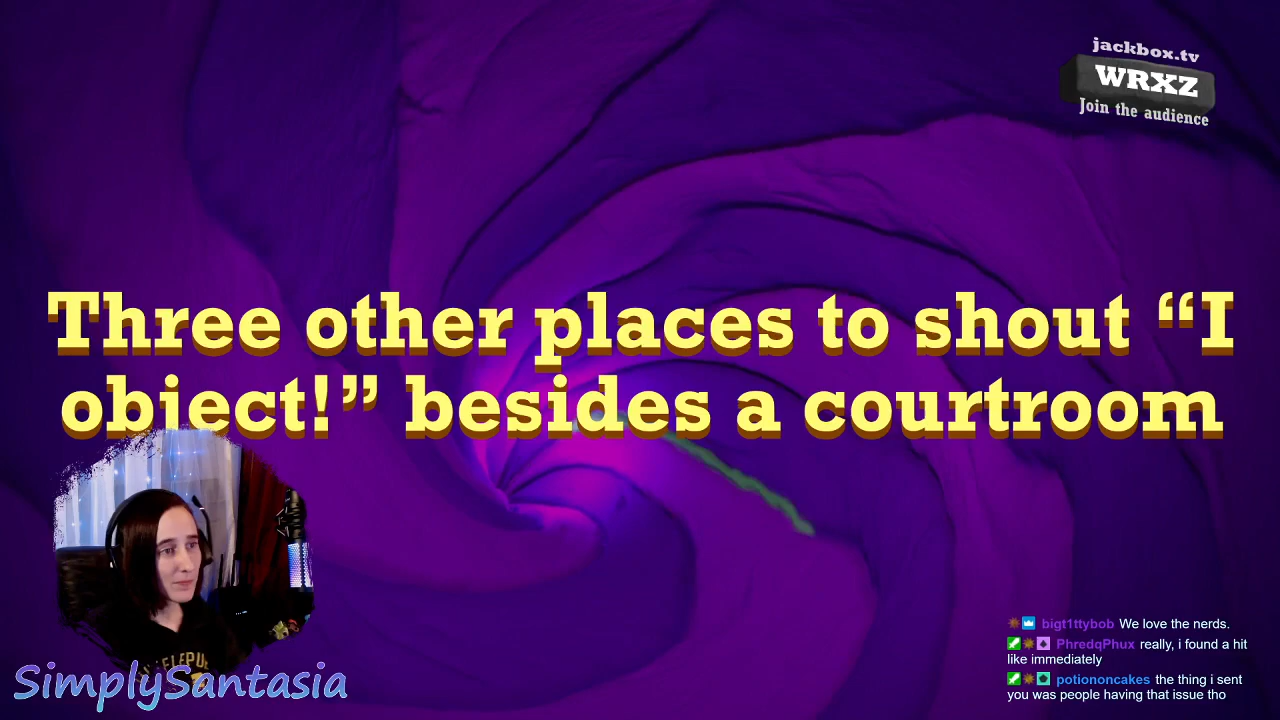 jackbox.tv
WRXZ
Join the audience
Three other places to shout “I
object!” besides a courtroom
SimplySantasia
bigt1ttybob We love the nerds.
PhredqPhux really, i found a hit
like immediately
potiononcakes the thing i sent
you was people having that issue tho